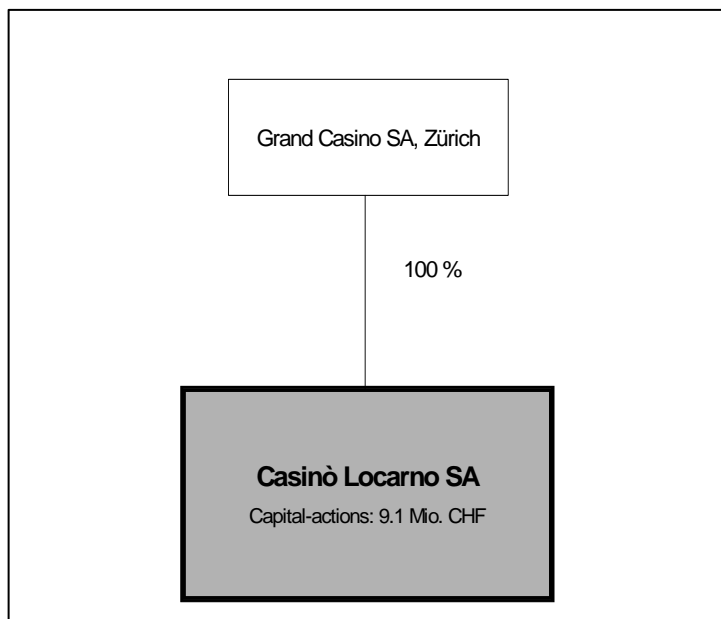 Grand Casino SA, Zürich
100 %
Casinò Locarno SA
Capital-actions: 9.1 Mio. CHF